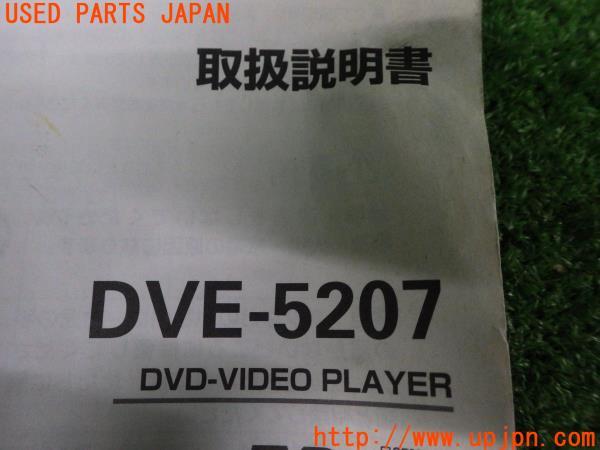 USED PARTS JAPAN
取扱説明書
DVE-5207
DVD-VIDEO PLAYER
http://www.upjpn.com/